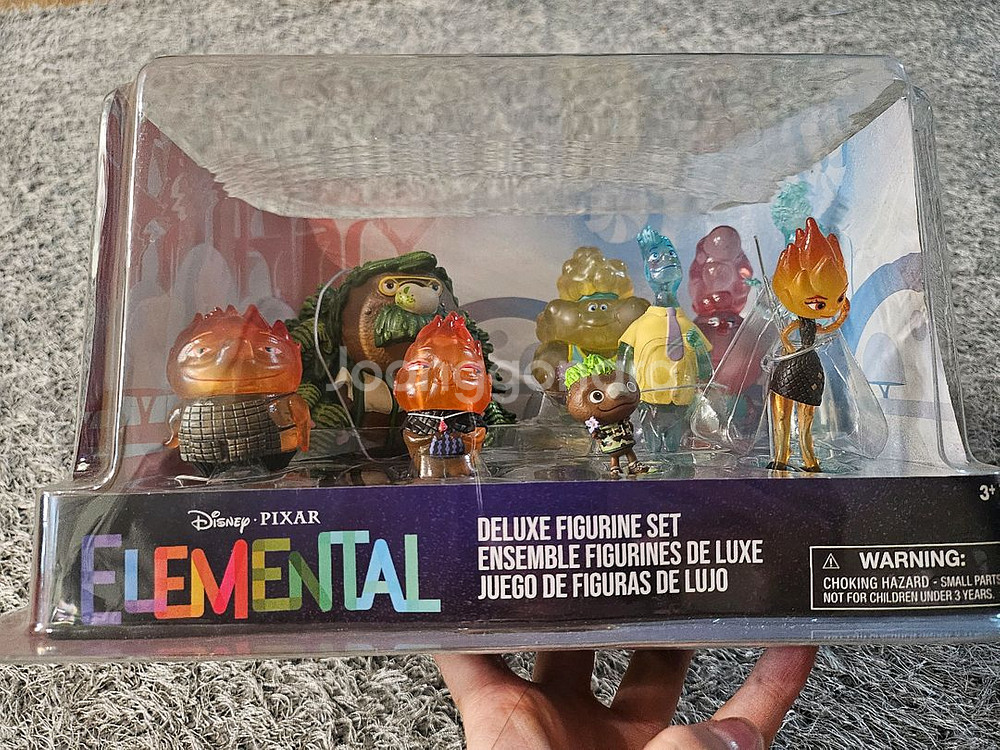 Joonggonara
Disney · PIXAR
ELEMENTAL
DELUXE FIGURINE SET
ENSEMBLE FIGURINES DE LUXE
JUEGO DE FIGURAS DE LUJO
3+
WARNING:
CHOKING HAZARD - SMALL PARTS
NOT FOR CHILDREN UNDER 3 YEARS.